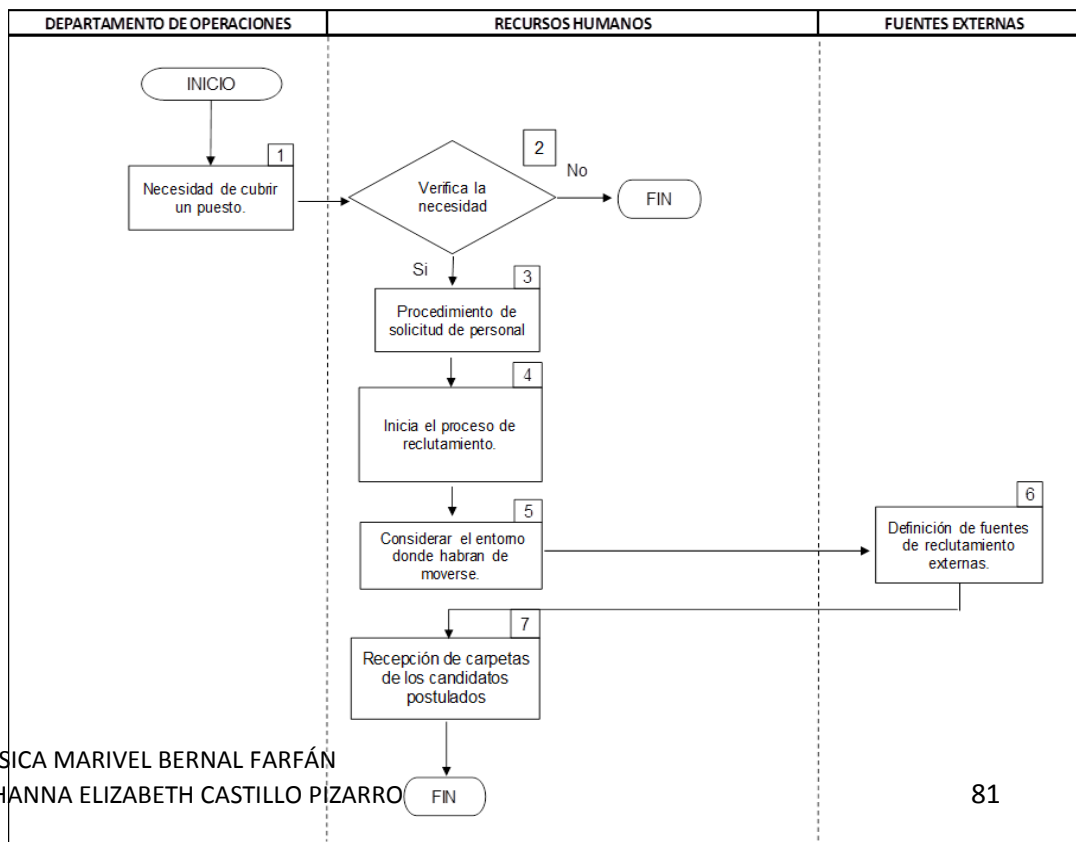 DEPARTAMENTO DE OPERACIONES
RECURSOS HUMANOS
FUENTES EXTERNAS
INICIO
1
Necesidad de cubrir
un puesto.
2
Verifica la
necesidad
No
FIN
Si
3
Procedimiento de
solicitud de personal
4
Inicia el proceso de
reclutamiento.
5
Considerar el entorno
donde habran de
moverse.
6
Definición de fuentes
de reclutamiento
externas.
7
Recepción de carpetas
de los candidatos
postulados
SICA MARIVEL BERNAL FARFÁN
HANNA ELIZABETH CASTILLO PIZARRO
FIN
81